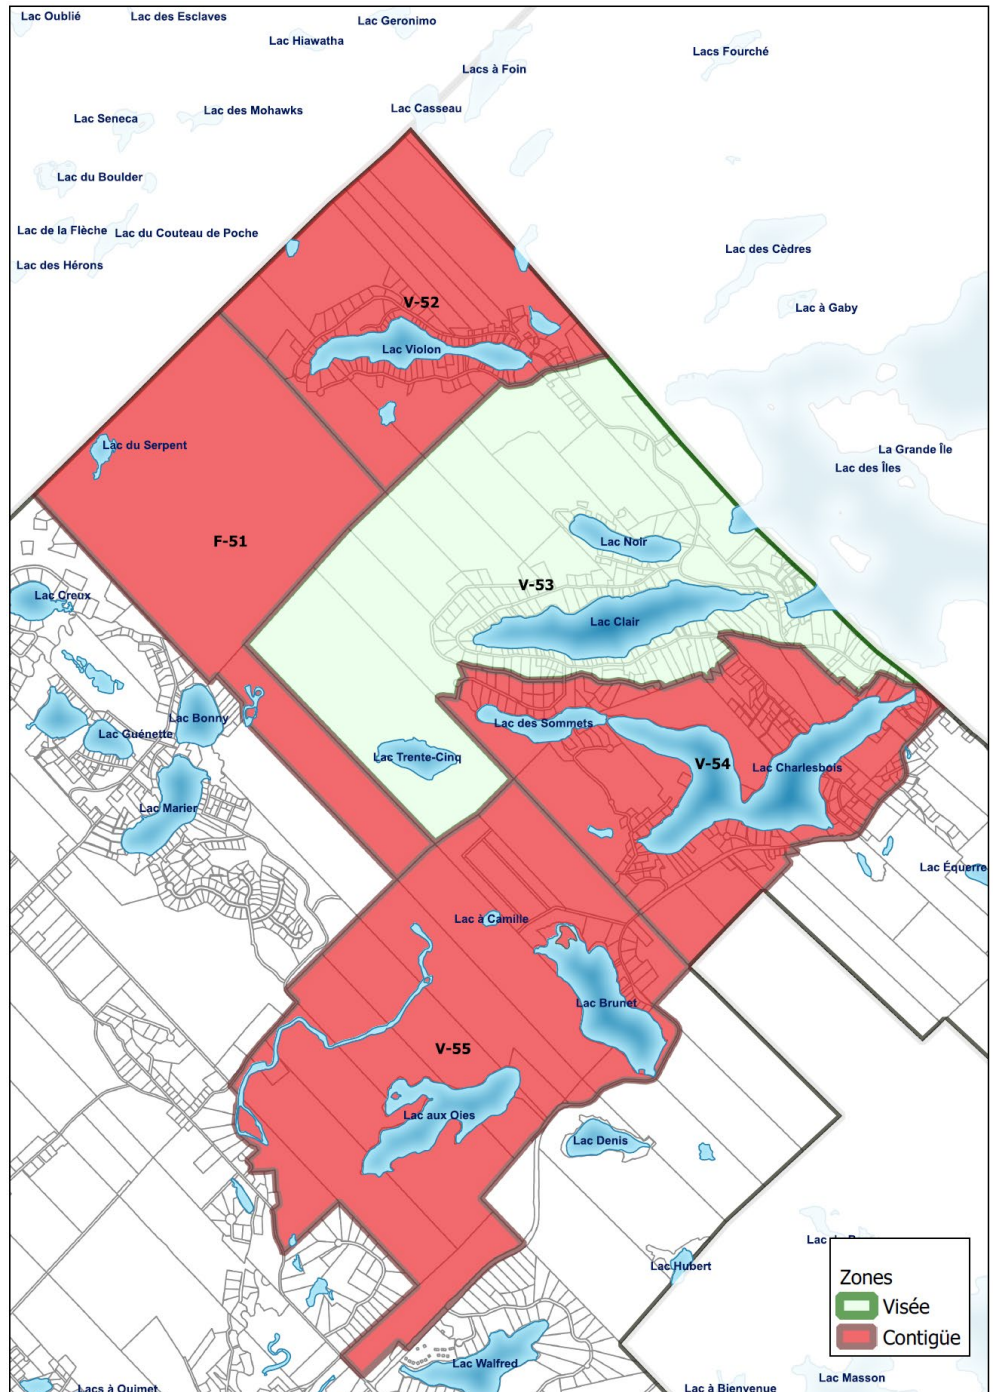 Lac Oublié
Lac des Esclaves
Lac Geronimo
Lac Hiawatha
Lacs Fourché
Lacs à Foin
Lac Casseau
Lac des Mohawks
Lac Seneca
Lac du Boulder
Lac de la Flèche
Lac du Couteau de Poche
Lac des Cèdres
Lac des Hérons
V-52
Lac à Gaby
Lac Violon
Lac du Serpent
La Grande Île
Lac des Îles
F-51
Lac Noir
V-53
Lac Creux
Lac Clair
Lac Bonny
Lac des Sommets
Lac Guénette
Lac Trente-Cinq
V-54
Lac Charlesbois
Lac Marier
Lac Équerre
Lac à Camille
Lac Brunet
V-55
Lac aux Oies
Lac Denis
Lac Hubert
Zones
Visée
Contigüe
Lac Walfred
Lac Masson
Lacs à Ouimet
Lac à Bienvenue